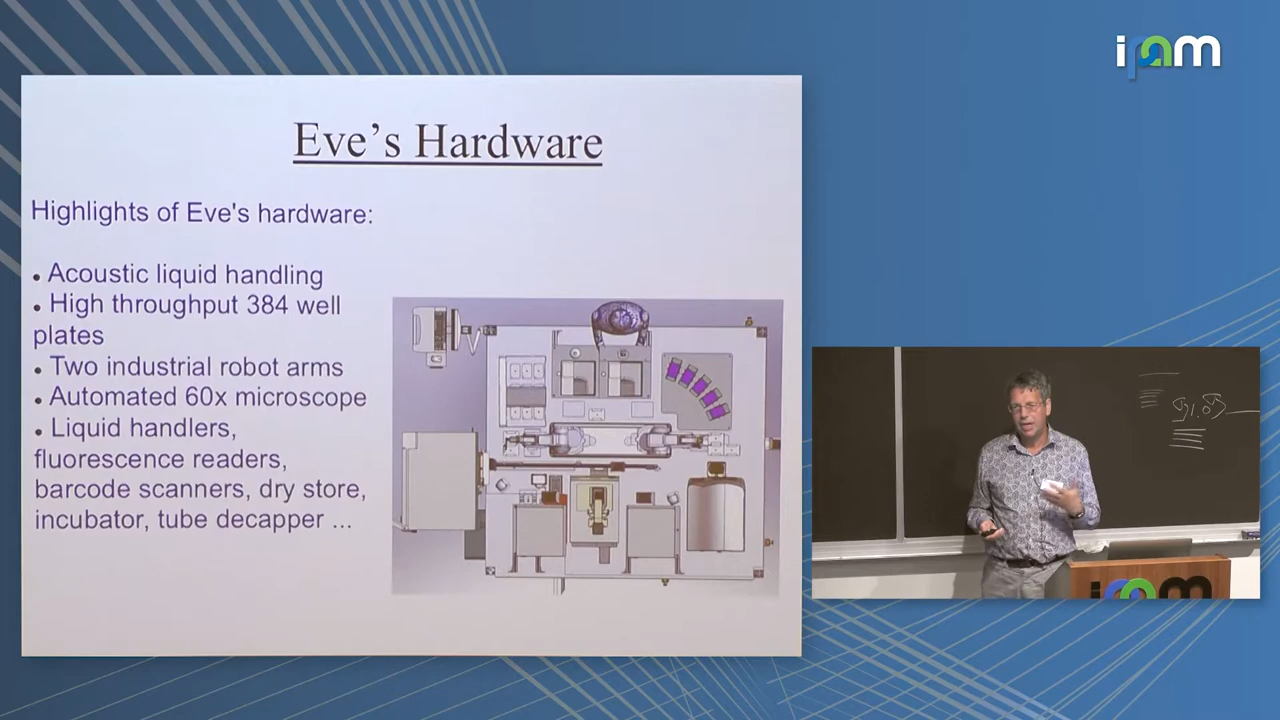 ipam
Eve's Hardware
Highlights of Eve's hardware:
• Acoustic liquid handling
• High throughput 384 well
plates
• Two industrial robot arms
• Automated 60x microscope
• Liquid handlers,
fluorescence readers,
barcode scanners, dry store,
incubator, tube decapper ...
ipam